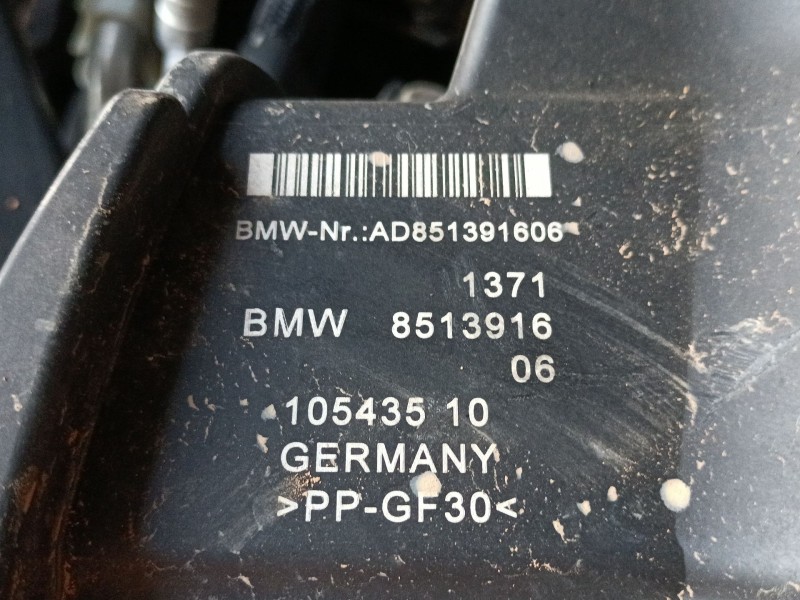 BMW-Nr.:AD851391606
1371
BMW 8513916
06
105435 10
GERMANY
>PP-GF30<